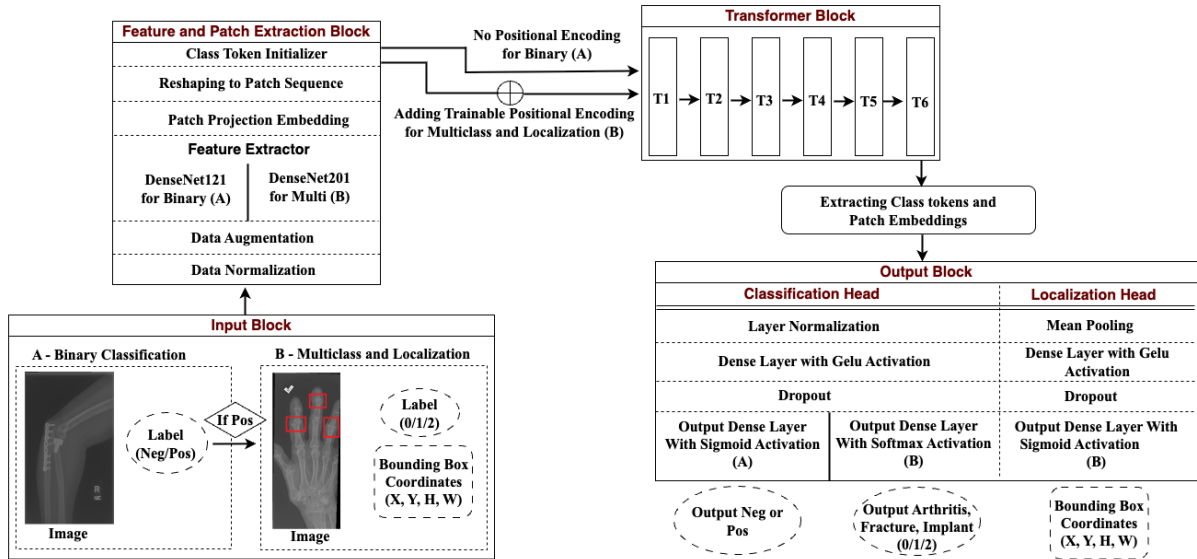 Feature and Patch Extraction Block
Class Token Initializer
Reshaping to Patch Sequence
Patch Projection Embedding
Feature Extractor
DenseNet121
for Binary (A)
DenseNet201
for Multi (B)
Data Augmentation
Data Normalization
No Positional Encoding
for Binary (A)
Adding Trainable Positional Encoding
for Multiclass and Localization (B)
Transformer Block
T1
T2
T3
T4
T5
T6
Extracting Class tokens and
Patch Embeddings
Input Block
A - Binary Classification
Image
Label
(Neg/Pos)
If Pos
B - Multiclass and Localization
Image
Label
(0/1/2)
Bounding Box
Coordinates
(X, Y, H, W)
Output Block
Classification Head
Localization Head
Layer Normalization
Mean Pooling
Dense Layer with Gelu Activation
Dense Layer with Gelu
Activation
Dropout
Dropout
Output Dense Layer
With Sigmoid Activation
(A)
Output Dense Layer
With Softmax Activation
(B)
Output Dense Layer With
Sigmoid Activation
(B)
Output Neg or
Pos
Output Arthritis,
Fracture, Implant
(0/1/2)
Bounding Box
Coordinates
(X, Y, H, W)